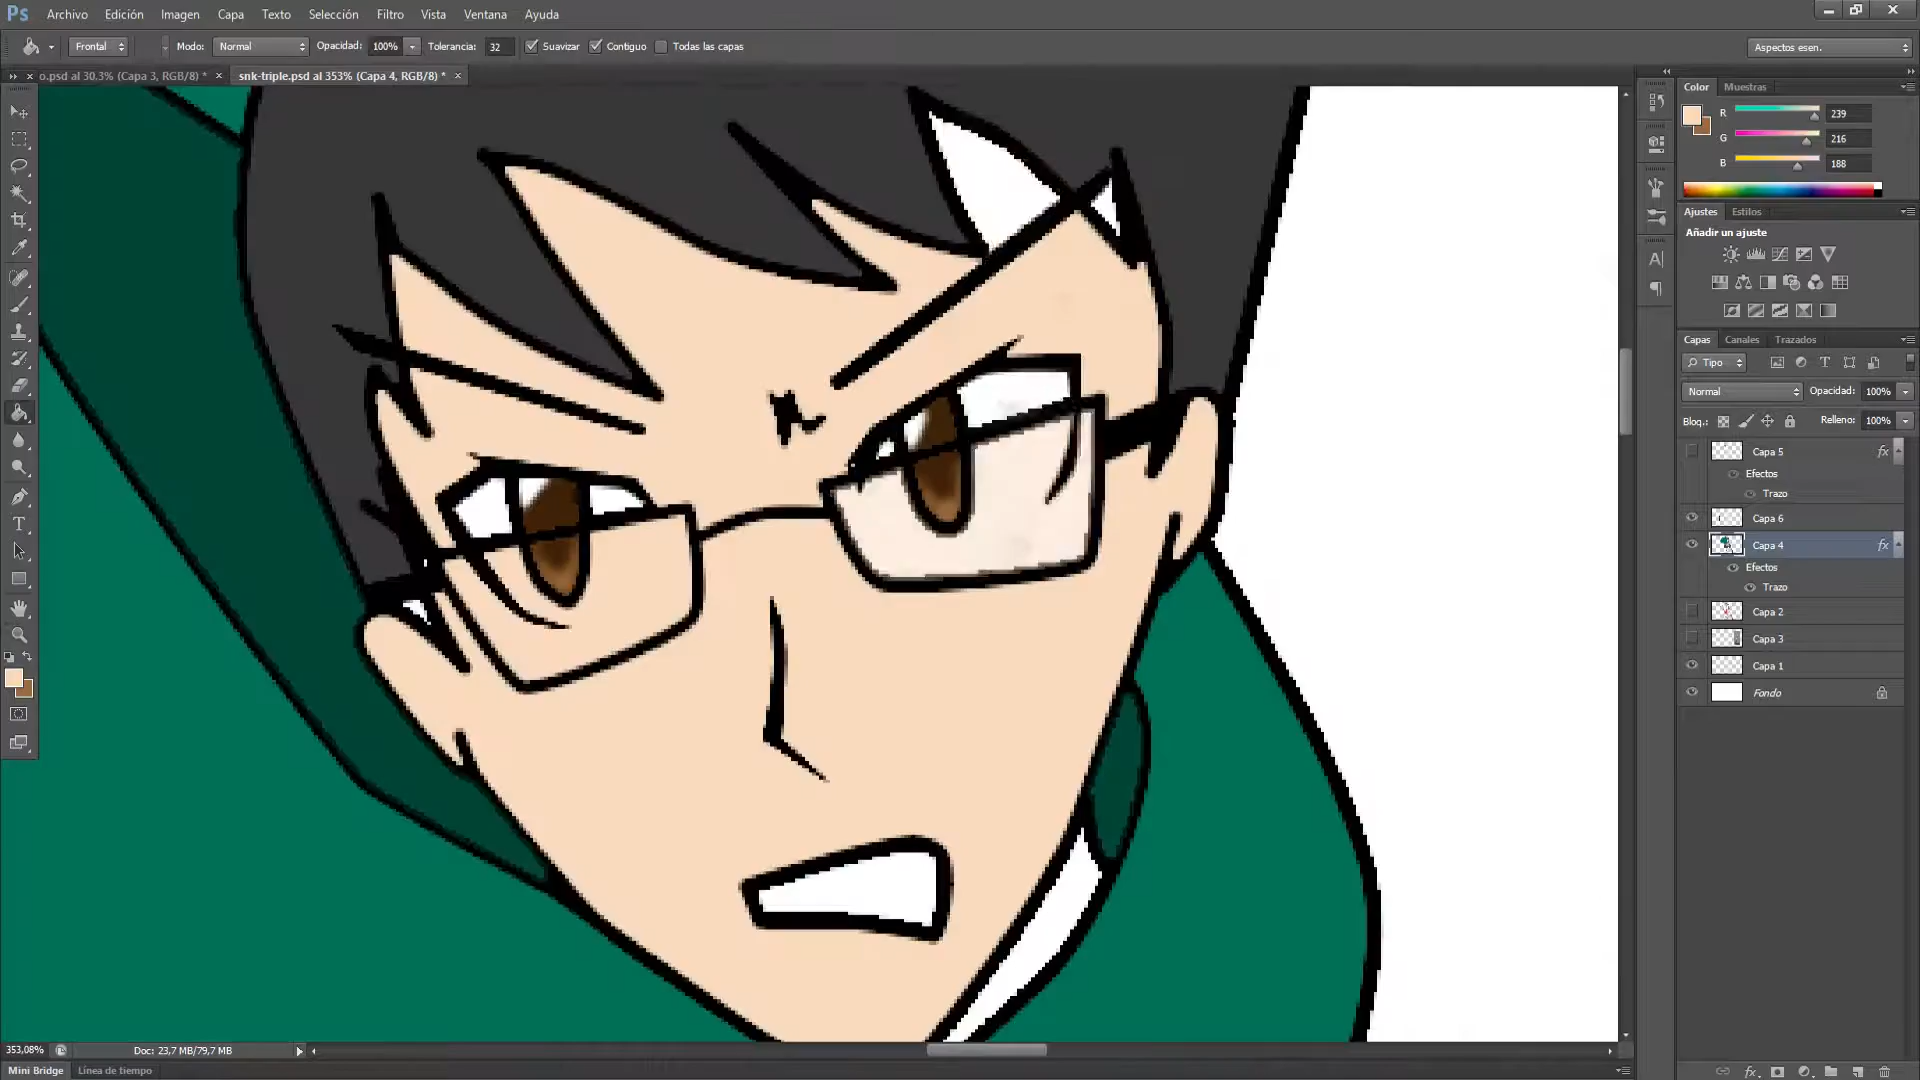 Ps Archivo Edición Imagen Capa Texto Selección Filtro Vista Ventana Ayuda
Frontal Modo: Normal Opacidad: 100% Tolerancia: 32 Suavizar Contiguo Todas las capas Aspectos esen.
o.psd al 30.3% (Capa 3, RGB/8) * × snk-triple.psd al 353% (Capa 4, RGB/8) * ×
Color Muestras
R 239
G 216
B 188
Ajustes Estilos
Añadir un ajuste
Capas Canales Trazados
Tipo
Normal Opacidad: 100%
Bloq.: Relleno: 100%
Capa 5 fx
Efectos
Trazo
Capa 6
Capa 4 fx
Efectos
Trazo
Capa 2
Capa 3
Capa 1
Fondo
353,08% Doc: 23,7 MB/79,7 MB
Mini Bridge Línea de tiempo